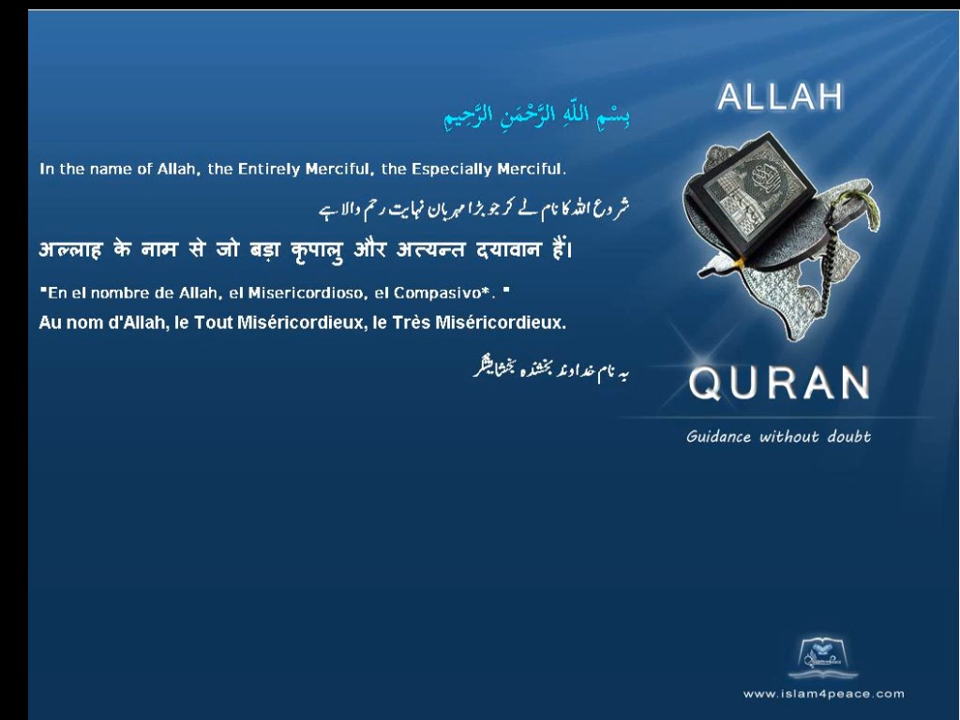 بِسْمِ اللّهِ الرَّحْمَنِ الرَّحِيمِ
In the name of Allah, the Entirely Merciful, the Especially Merciful.
شروع اللہ کا نام لے کر جو بڑا مہربان نہایت رحم والا ہے
अल्लाह के नाम से जो बड़ा कृपालु और अत्यन्त दयावान हैं।
"En el nombre de Allah, el Misericordioso, el Compasivo*. "
Au nom d'Allah, le Tout Miséricordieux, le Très Miséricordieux.
به نام خداوند بخشنده بخشایشگر
ALLAH
QURAN
Guidance without doubt
www.islam4peace.com